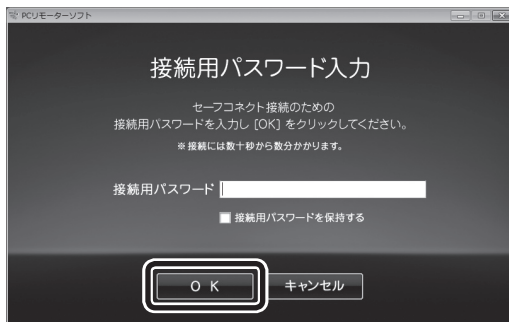 PCリモーターソフト
接続用パスワード入力
セーフコネクト接続のための
接続用パスワードを入力し [OK] をクリックしてください。
※ 接続には数十秒から数分かかります。
接続用パスワード
接続用パスワードを保持する
O K
キャンセル